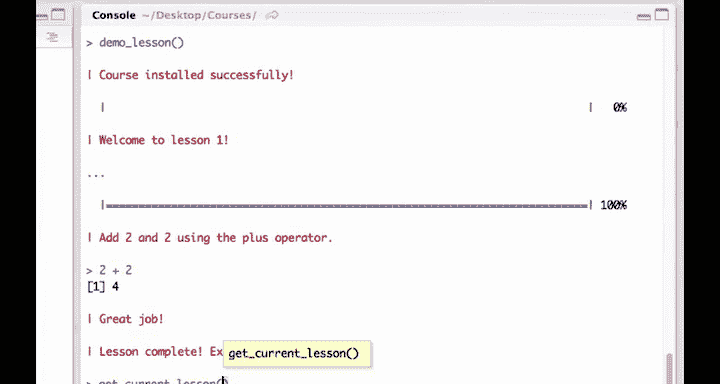 Console ~/Desktop/Courses/
> demo_lesson()
| Course installed successfully!
| | 0%
| Welcome to lesson 1!
...
|==================================================================| 100%
| Add 2 and 2 using the plus operator.
> 2 + 2
[1] 4
| Great job!
| Lesson complete! Ex
get_current_lesson()
> get_current_lesson()